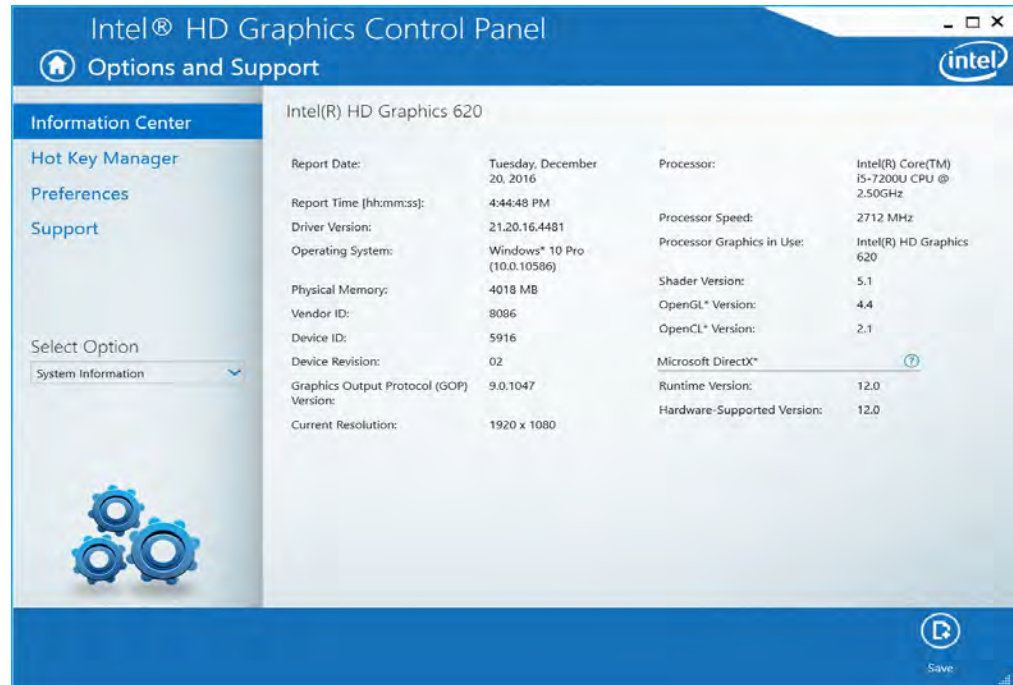 Intel® HD Graphics Control Panel
Options and Support
intel
Information Center
Hot Key Manager
Preferences
Support
Select Option
System Information
Intel(R) HD Graphics 620
Report Date: Tuesday, December
20, 2016
Report Time [hh:mm:ss]: 4:44:48 PM
Driver Version: 21.20.16.4481
Operating System: Windows* 10 Pro
(10.0.10586)
Physical Memory: 4018 MB
Vendor ID: 8086
Device ID: 5916
Device Revision: 02
Graphics Output Protocol (GOP) 9.0.1047
Version:
Current Resolution: 1920 x 1080
Processor: Intel(R) Core(TM)
i5-7200U CPU @
2.50GHz
Processor Speed: 2712 MHz
Processor Graphics in Use: Intel(R) HD Graphics
620
Shader Version: 5.1
OpenGL* Version: 4.4
OpenCL* Version: 2.1
Microsoft DirectX* ?
Runtime Version: 12.0
Hardware-Supported Version: 12.0
Save